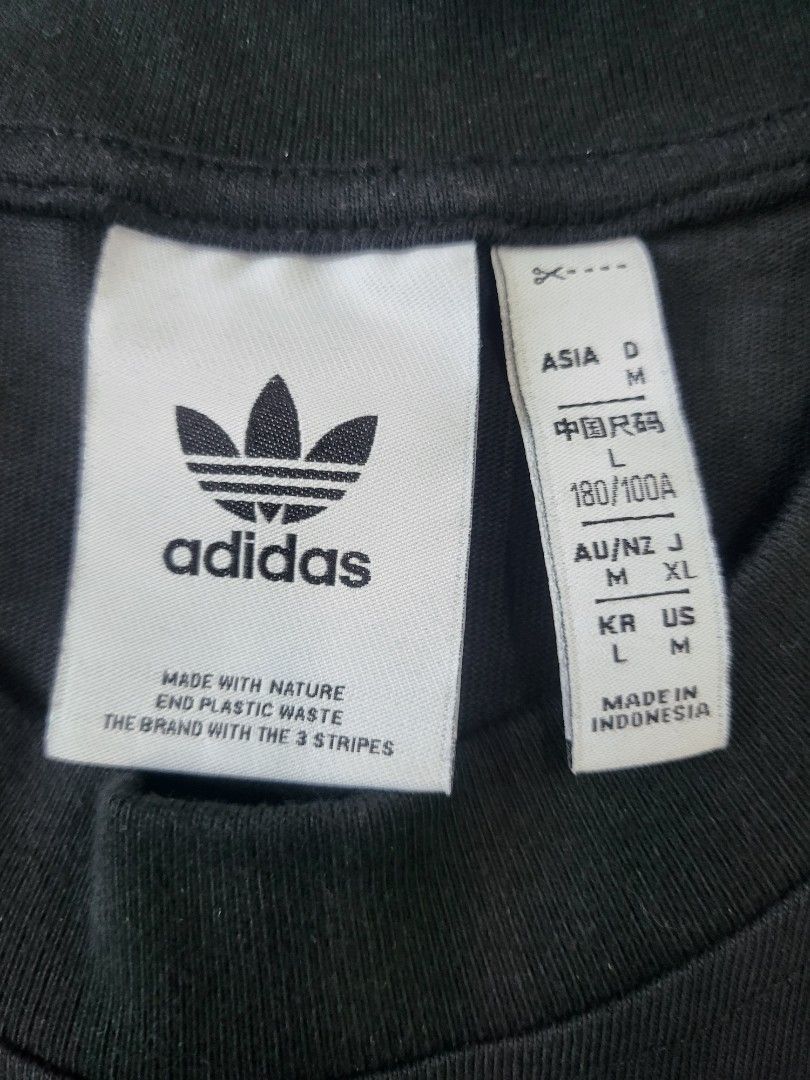 adidas
MADE WITH NATURE
END PLASTIC WASTE
THE BRAND WITH THE 3 STRIPES
ASIA D
M
中国尺码
L
180/100A
AU/NZ J
M XL
KR US
L M
MADE IN
INDONESIA